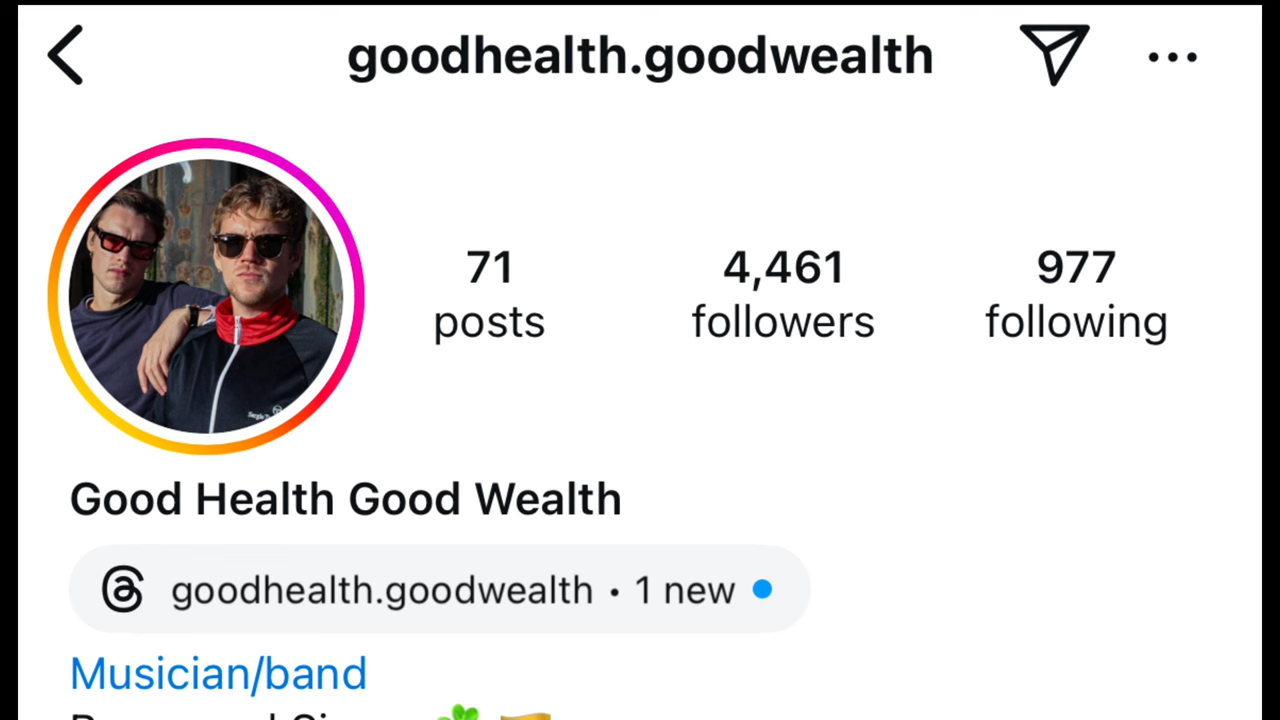 goodhealth.goodwealth
71 4,461 977
posts followers following
Good Health Good Wealth
goodhealth.goodwealth • 1 new
Musician/band